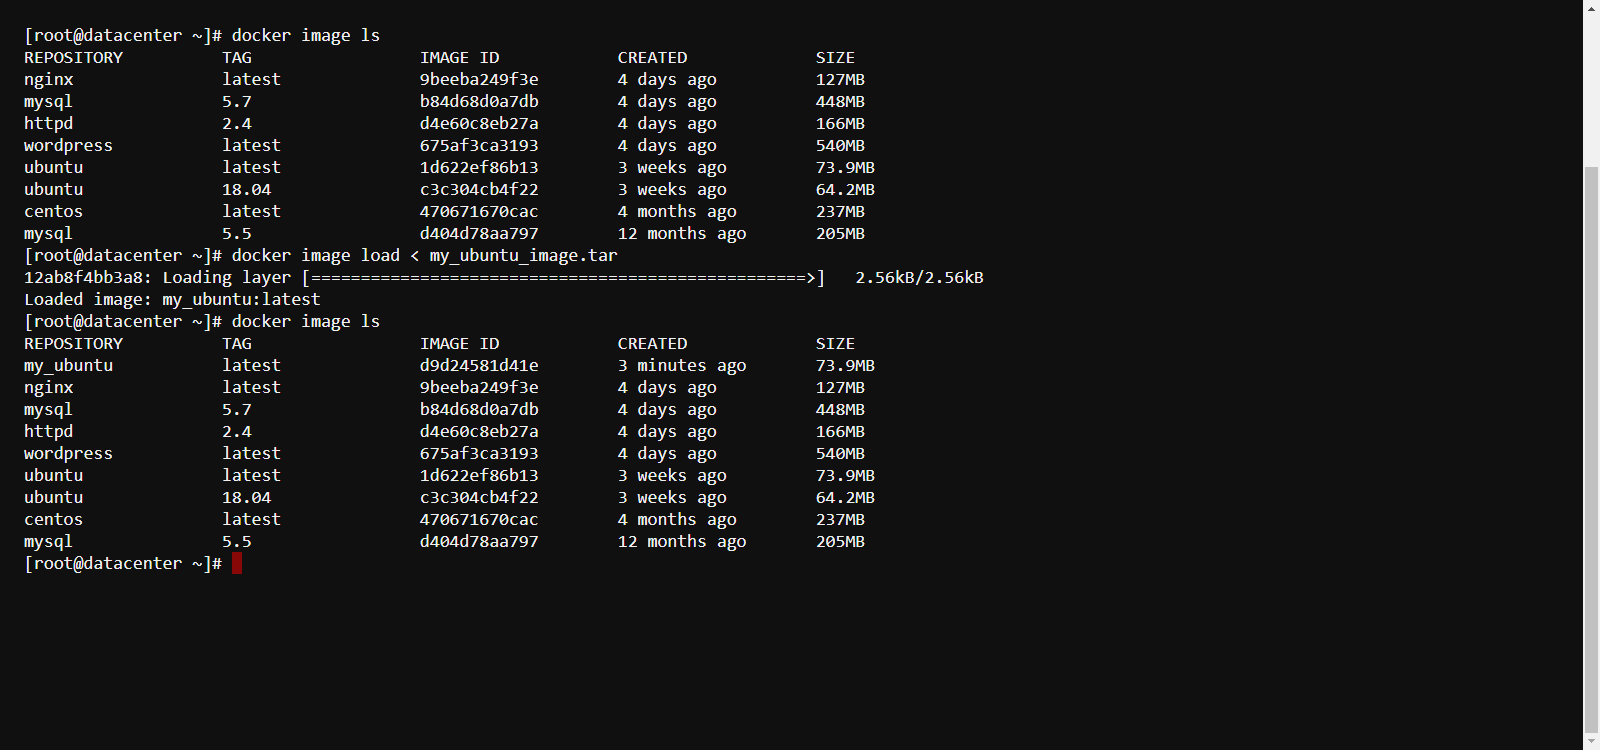 [root@datacenter ~]# docker image ls
REPOSITORY          TAG                 IMAGE ID            CREATED             SIZE
nginx               latest              9beeba249f3e        4 days ago          127MB
mysql               5.7                 b84d68d0a7db        4 days ago          448MB
httpd               2.4                 d4e60c8eb27a        4 days ago          166MB
wordpress           latest              675af3ca3193        4 days ago          540MB
ubuntu              latest              1d622ef86b13        3 weeks ago         73.9MB
ubuntu              18.04               c3c304cb4f22        3 weeks ago         64.2MB
centos              latest              470671670cac        4 months ago        237MB
mysql               5.5                 d404d78aa797        12 months ago       205MB
[root@datacenter ~]# docker image load < my_ubuntu_image.tar
12ab8f4bb3a8: Loading layer [==================================================>]   2.56kB/2.56kB
Loaded image: my_ubuntu:latest
[root@datacenter ~]# docker image ls
REPOSITORY          TAG                 IMAGE ID            CREATED             SIZE
my_ubuntu           latest              d9d24581d41e        3 minutes ago       73.9MB
nginx               latest              9beeba249f3e        4 days ago          127MB
mysql               5.7                 b84d68d0a7db        4 days ago          448MB
httpd               2.4                 d4e60c8eb27a        4 days ago          166MB
wordpress           latest              675af3ca3193        4 days ago          540MB
ubuntu              latest              1d622ef86b13        3 weeks ago         73.9MB
ubuntu              18.04               c3c304cb4f22        3 weeks ago         64.2MB
centos              latest              470671670cac        4 months ago        237MB
mysql               5.5                 d404d78aa797        12 months ago       205MB
[root@datacenter ~]#